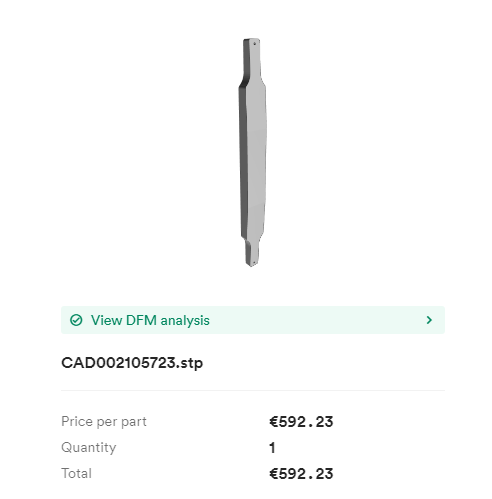 View DFM analysis
CAD002105723.stp
Price per part €592.23
Quantity 1
Total €592.23